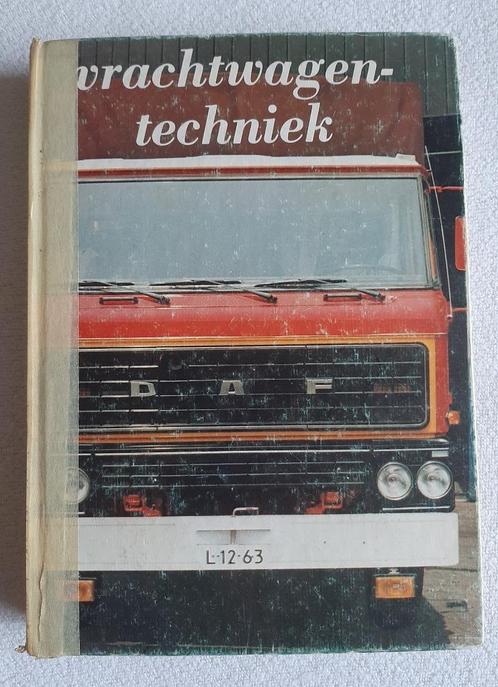 vrachtwagen-
techniek
DAF
L-12-63